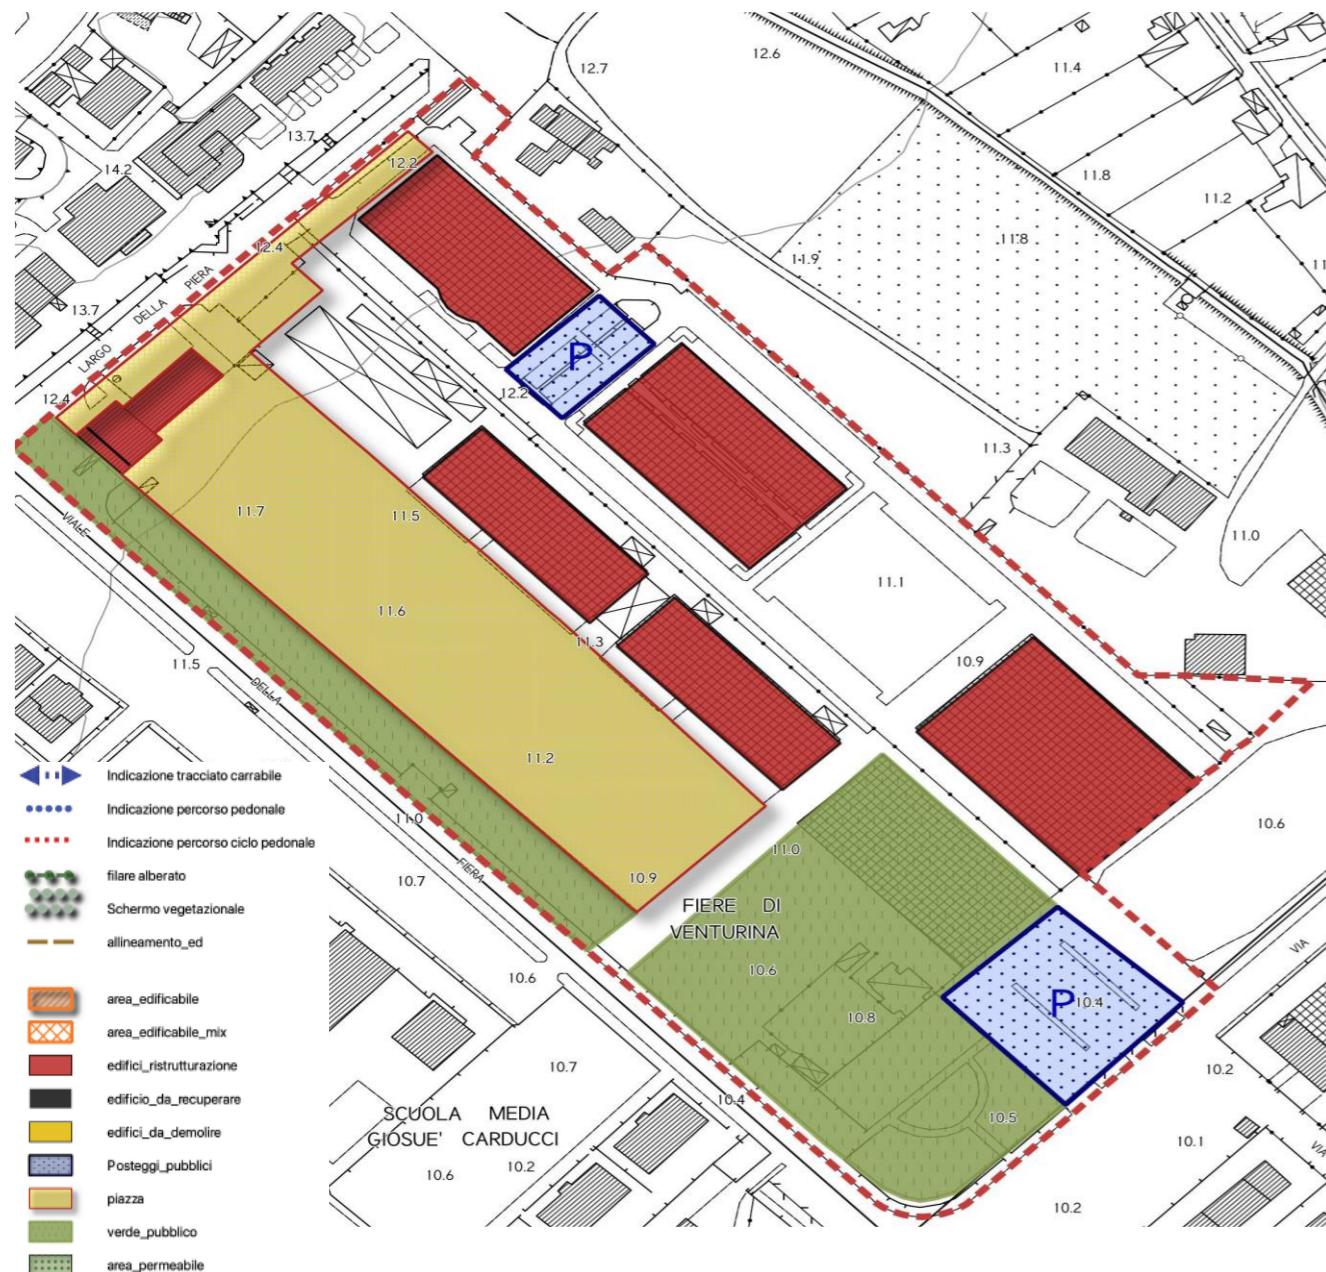 12.7
12.6
11.4
13.7
14.2
12.2
11.8
11.2
11.8
12.4
11.9
LARGO DELLA PIERA
13.7
P
12.2
12.4
11.3
11.7
11.5
11.0
VIALE
11.1
11.6
11.3
11.5
10.9
DELLA
11.2
10.6
11.0
FIERA
11.0
10.7
10.9
FIERE DI
VENTURINA
10.6
10.6
P
10.4
10.8
VIA
10.7
10.4
10.5
10.2
SCUOLA MEDIA
GIOSUE' CARDUCCI
10.6
10.2
10.1
VIA
10.2
Indicazione tracciato carrabile
Indicazione percorso pedonale
Indicazione percorso ciclo pedonale
filare alberato
Schermo vegetazionale
allineamento_ed
area_edificabile
area_edificabile_mix
edifici_ristrutturazione
edificio_da_recuperare
edifici_da_demolire
Posteggi_pubblici
piazza
verde_pubblico
area_permeabile